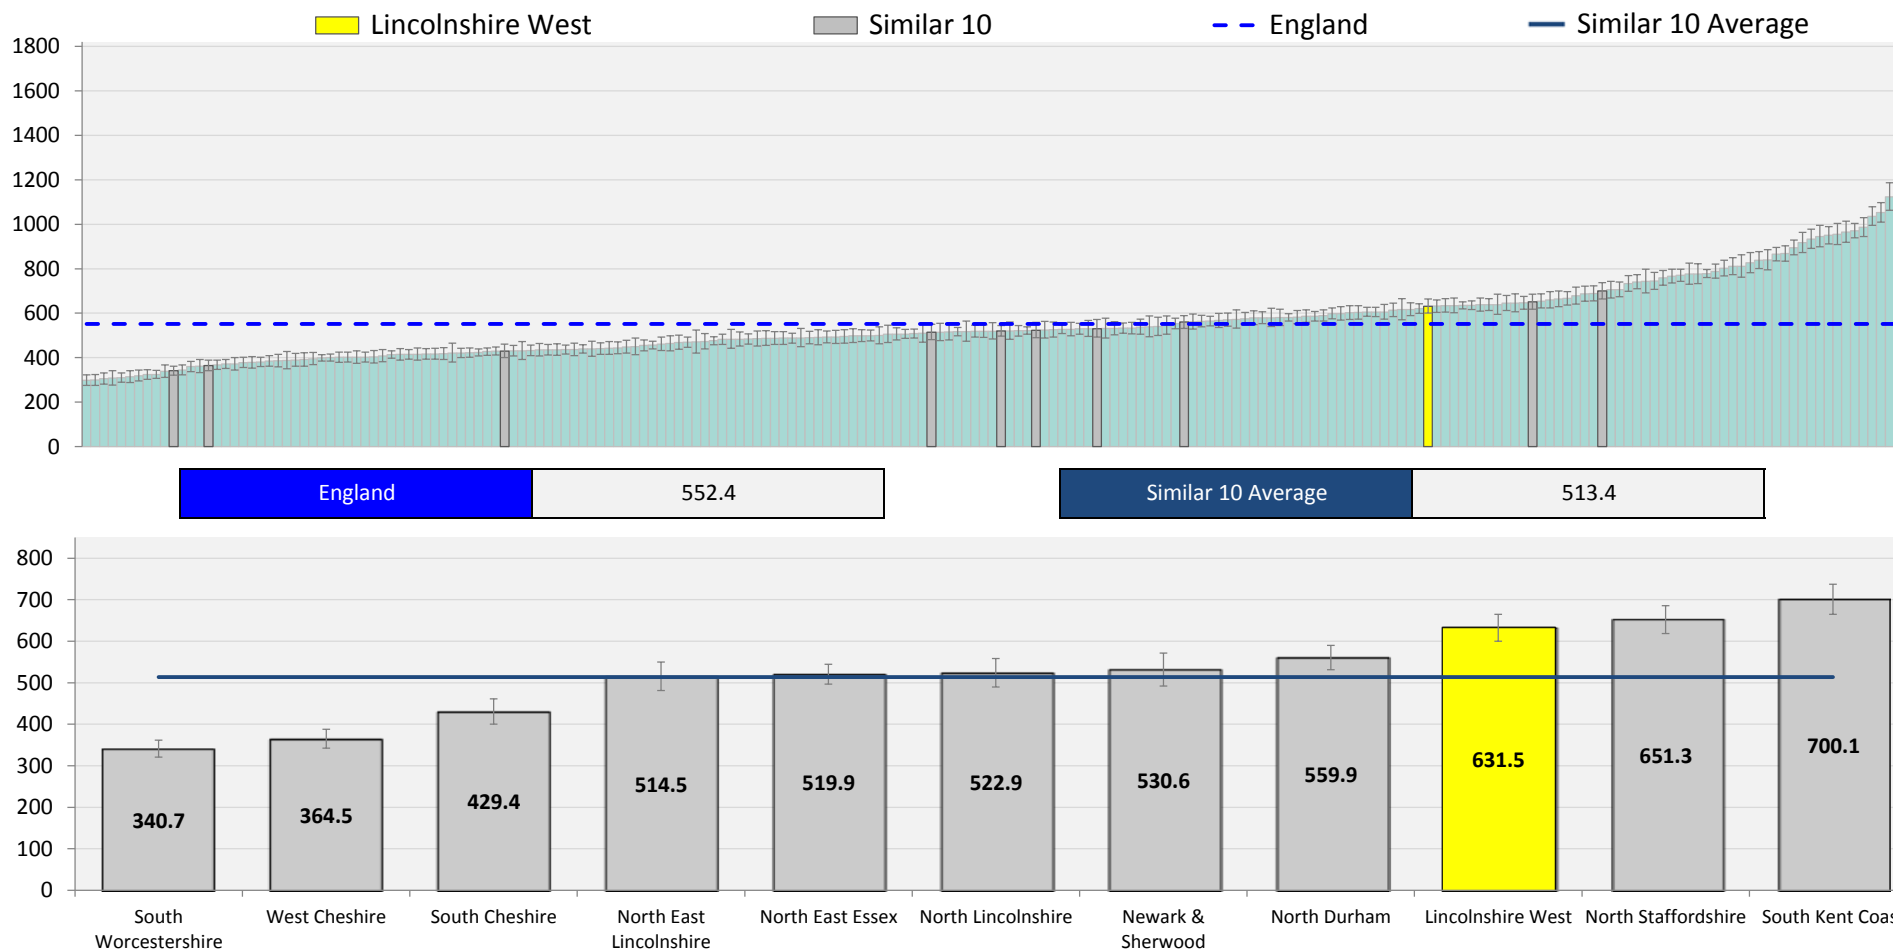 Lincolnshire West
Similar 10
England
Similar 10 Average
1800
1600
1400
1200
1000
800
600
400
200
0
England
552.4
Similar 10 Average
513.4
800
700
600
500
400
300
200
100
0
340.7
364.5
429.4
514.5
519.9
522.9
530.6
559.9
631.5
651.3
700.1
South
Worcestershire
West Cheshire
South Cheshire
North East
Lincolnshire
North East Essex
North Lincolnshire
Newark &
Sherwood
North Durham
Lincolnshire West
North Staffordshire
South Kent Coas